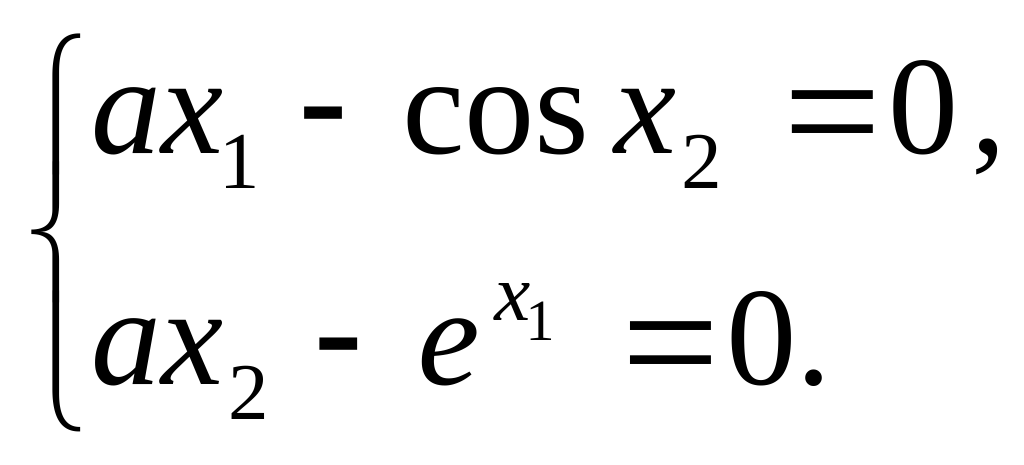 ax₁ - cos x₂ = 0,
ax₂ - e^{x₁} = 0.